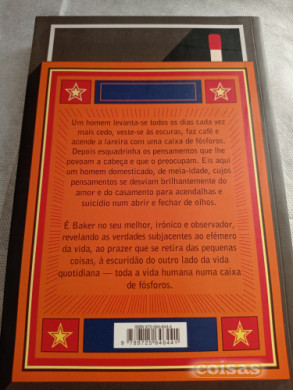 Um homem levanta-se todos os dias cada vez
mais cedo, veste-se às escuras, faz café e
acende a lareira com uma caixa de fósforos.
Depois esquadrinha os pensamentos que lhe
povoam a cabeça e que o preocupam. Eis aqui
um homem domesticado, de meia-idade, cujos
pensamentos se desviam brilhantemente do
amor e do casamento para acendalhas e
suicídio num abrir e fechar de olhos.
É Baker no seu melhor, irónico e observador,
revelando as verdades subjacentes ao efémero
da vida, ao prazer que se retira das pequenas
coisas, à escuridão do outro lado da vida
quotidiana — toda a vida humana numa caixa
de fósforos.
coisas